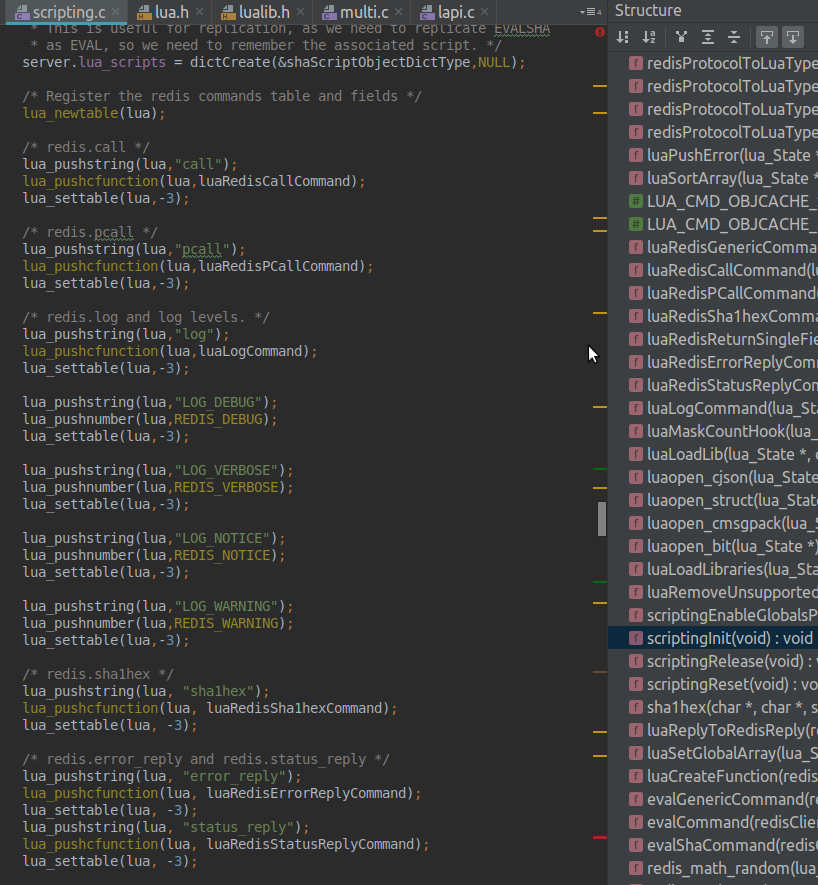 scripting.c × lua.h × lualib.h × multi.c × lapi.c × 4
* This is useful for replication, as we need to replicate EVALSHA
* as EVAL, so we need to remember the associated script. */
server.lua_scripts = dictCreate(&shaScriptObjectDictType,NULL);
/* Register the redis commands table and fields */
lua_newtable(lua);
/* redis.call */
lua_pushstring(lua,"call");
lua_pushcfunction(lua,luaRedisCallCommand);
lua_settable(lua,-3);
/* redis.pcall */
lua_pushstring(lua,"pcall");
lua_pushcfunction(lua,luaRedisPCallCommand);
lua_settable(lua,-3);
/* redis.log and log levels. */
lua_pushstring(lua,"log");
lua_pushcfunction(lua,luaLogCommand);
lua_settable(lua,-3);
lua_pushstring(lua,"LOG_DEBUG");
lua_pushnumber(lua,REDIS_DEBUG);
lua_settable(lua,-3);
lua_pushstring(lua,"LOG_VERBOSE");
lua_pushnumber(lua,REDIS_VERBOSE);
lua_settable(lua,-3);
lua_pushstring(lua,"LOG_NOTICE");
lua_pushnumber(lua,REDIS_NOTICE);
lua_settable(lua,-3);
lua_pushstring(lua,"LOG_WARNING");
lua_pushnumber(lua,REDIS_WARNING);
lua_settable(lua,-3);
/* redis.sha1hex */
lua_pushstring(lua, "sha1hex");
lua_pushcfunction(lua, luaRedisSha1hexCommand);
lua_settable(lua, -3);
/* redis.error_reply and redis.status_reply */
lua_pushstring(lua, "error_reply");
lua_pushcfunction(lua, luaRedisErrorReplyCommand);
lua_settable(lua, -3);
lua_pushstring(lua, "status_reply");
lua_pushcfunction(lua, luaRedisStatusReplyCommand);
lua_settable(lua, -3);
Structure
f redisProtocolToLuaType
f redisProtocolToLuaType
f redisProtocolToLuaType
f redisProtocolToLuaType
f luaPushError(lua_State *
f luaSortArray(lua_State *
# LUA_CMD_OBJCACHE_
# LUA_CMD_OBJCACHE_
f luaRedisGenericComma
f luaRedisCallCommand(lu
f luaRedisPCallCommand(
f luaRedisSha1hexComma
f luaRedisReturnSingleFie
f luaRedisErrorReplyComm
f luaRedisStatusReplyCom
f luaLogCommand(lua_Sta
f luaMaskCountHook(lua_
f luaLoadLib(lua_State *, c
f luaopen_cjson(lua_State
f luaopen_struct(lua_Stat
f luaopen_cmsgpack(lua_S
f luaopen_bit(lua_State *)
f luaLoadLibraries(lua_Sta
f luaRemoveUnsupported
f scriptingEnableGlobalsP
f scriptingInit(void) : void
f scriptingRelease(void) : v
f scriptingReset(void) : vo
f sha1hex(char *, char *, s
f luaReplyToRedisReply(re
f luaSetGlobalArray(lua_S
f luaCreateFunction(redis
f evalGenericCommand(re
f evalCommand(redisClien
f evalShaCommand(redisC
f redis_math_random(lua_